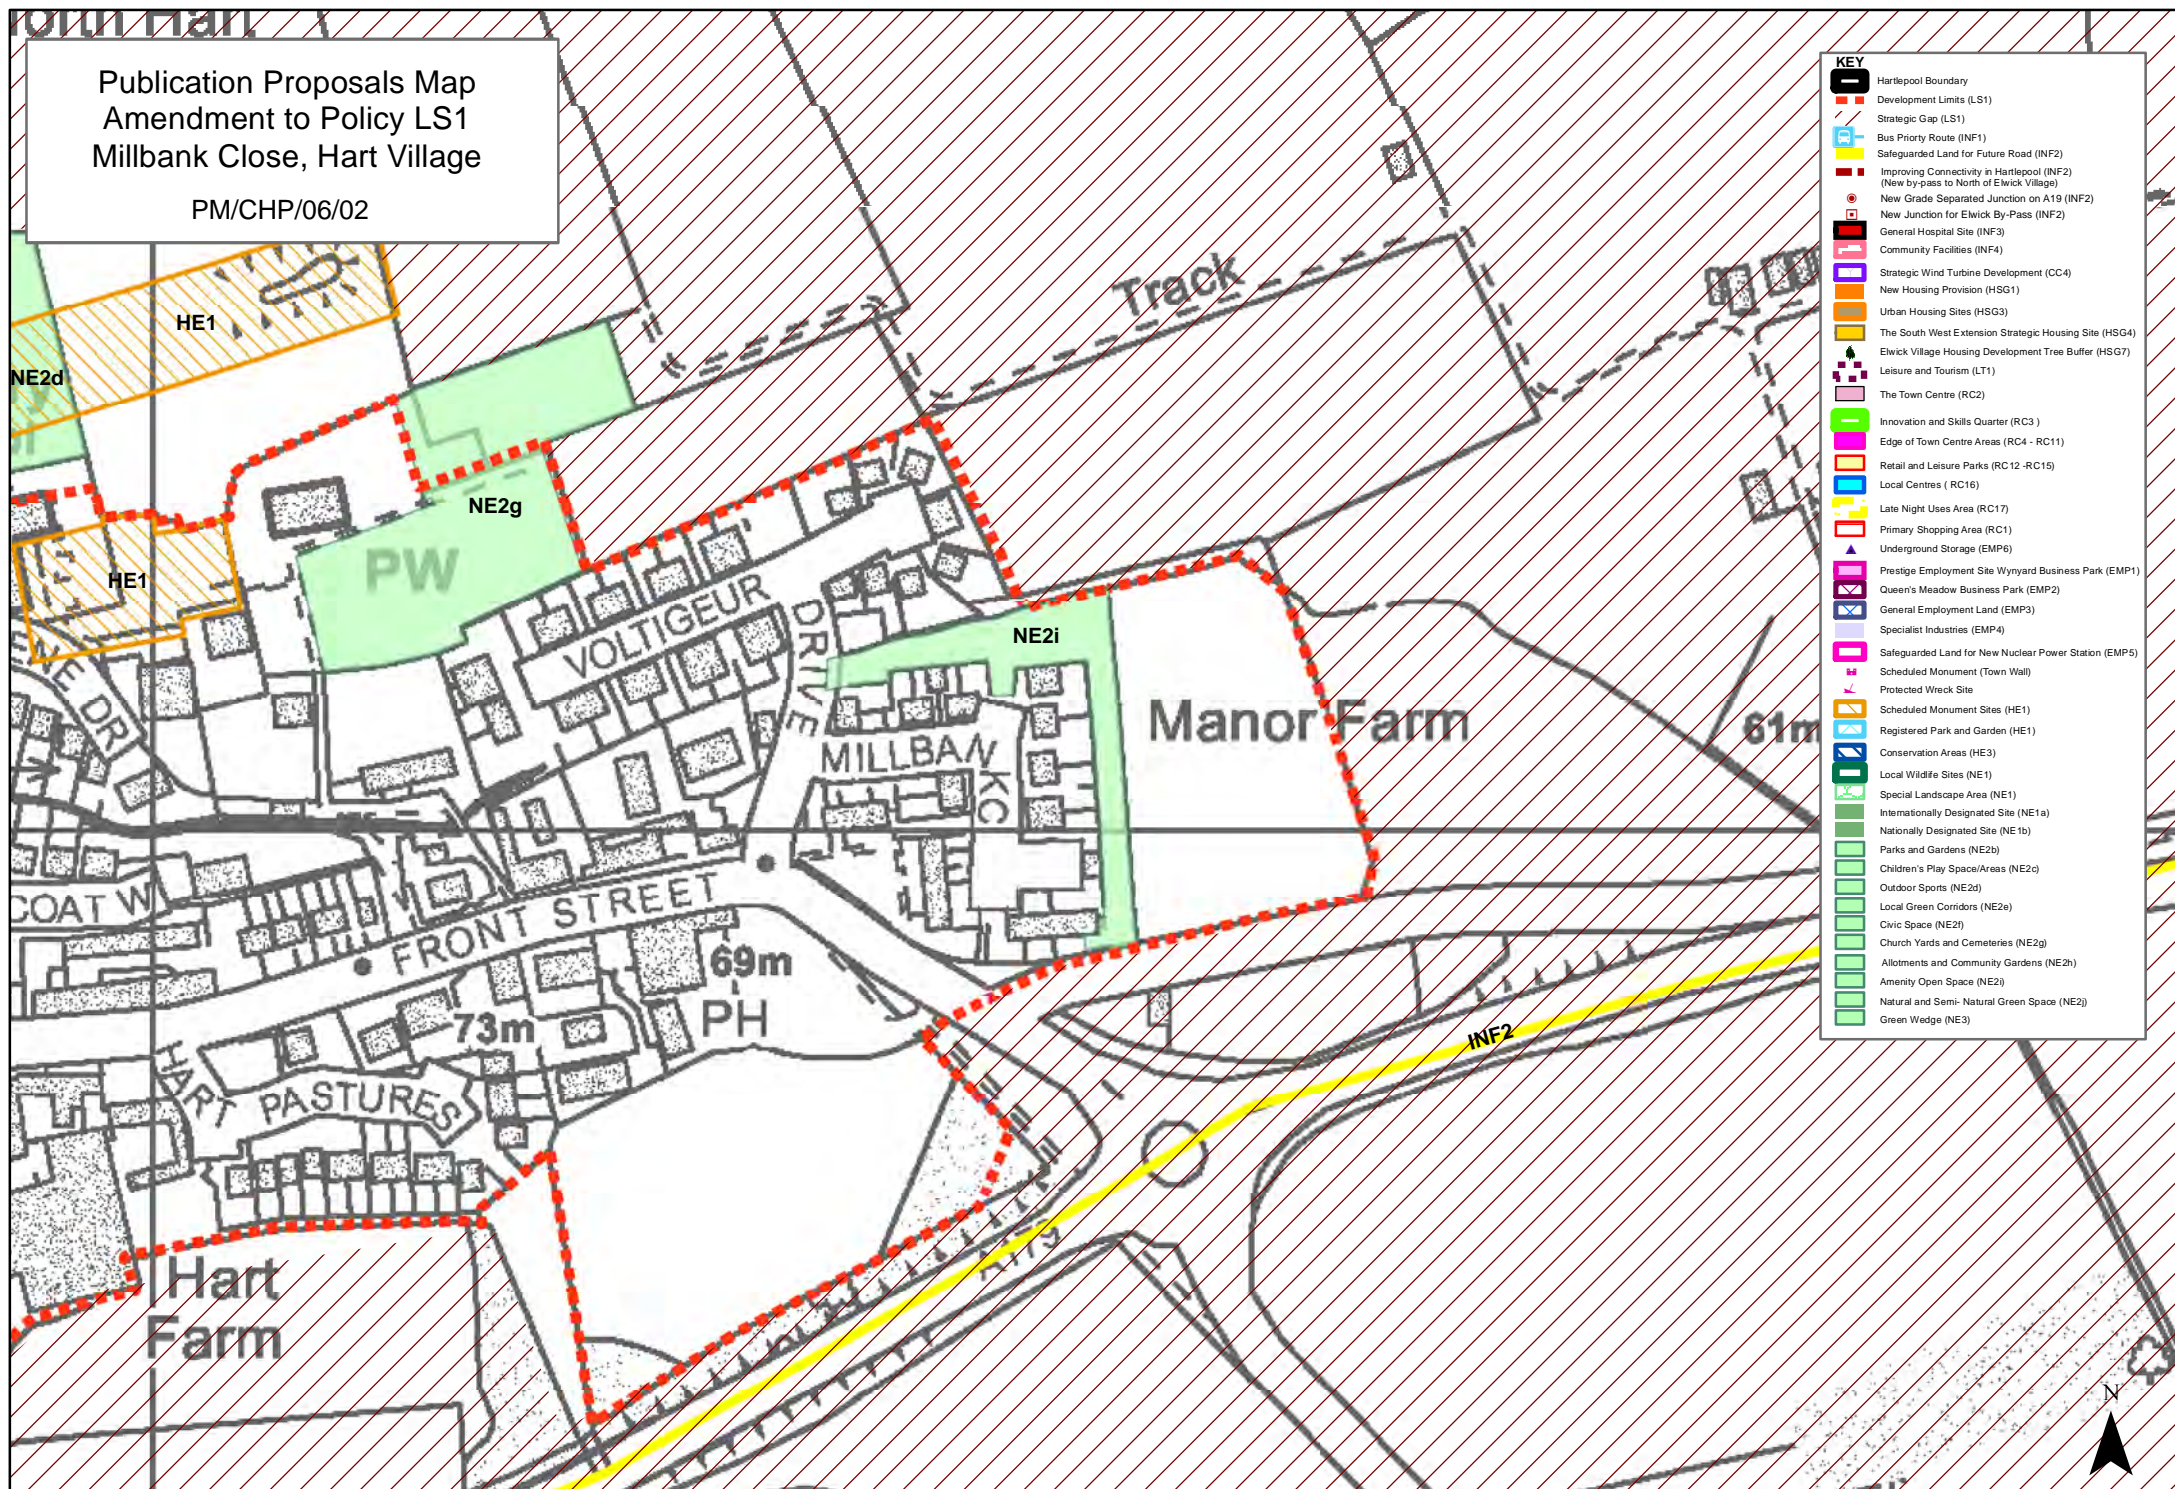 orth Hart
Publication Proposals Map
Amendment to Policy LS1
Millbank Close, Hart Village
PM/CHP/06/02
KEY
Hartlepool Boundary
Development Limits (LS1)
Strategic Gap (LS1)
Bus Priorty Route (INF1)
Safeguarded Land for Future Road (INF2)
Improving Connectivity in Hartlepool (INF2)
(New by-pass to North of Elwick Village)
New Grade Separated Junction on A19 (INF2)
New Junction for Elwick By-Pass (INF2)
General Hospital Site (INF3)
Community Facilities (INF4)
Strategic Wind Turbine Development (CC4)
New Housing Provision (HSG1)
Urban Housing Sites (HSG3)
The South West Extension Strategic Housing Site (HSG4)
Elwick Village Housing Development Tree Buffer (HSG7)
Leisure and Tourism (LT1)
The Town Centre (RC2)
Innovation and Skills Quarter (RC3 )
Edge of Town Centre Areas (RC4 - RC11)
Retail and Leisure Parks (RC12 -RC15)
Local Centres ( RC16)
Late Night Uses Area (RC17)
Primary Shopping Area (RC1)
Underground Storage (EMP6)
Prestige Employment Site Wynyard Business Park (EMP1)
Queen's Meadow Business Park (EMP2)
General Employment Land (EMP3)
Specialist Industries (EMP4)
Safeguarded Land for New Nuclear Power Station (EMP5)
Scheduled Monument (Town Wall)
Protected Wreck Site
Scheduled Monument Sites (HE1)
Registered Park and Garden (HE1)
Conservation Areas (HE3)
Local Wildlife Sites (NE1)
Special Landscape Area (NE1)
Internationally Designated Site (NE1a)
Nationally Designated Site (NE1b)
Parks and Gardens (NE2b)
Children's Play Space/Areas (NE2c)
Outdoor Sports (NE2d)
Local Green Corridors (NE2e)
Civic Space (NE2f)
Church Yards and Cemeteries (NE2g)
Allotments and Community Gardens (NE2h)
Amenity Open Space (NE2i)
Natural and Semi- Natural Green Space (NE2j)
Green Wedge (NE3)
Track
HE1
NE2d
NE2g
PW
HE1
VOLTIGEUR
DRIVE
NE2i
MILLBANK C
Manor Farm
61m
ENE DR
COAT W
FRONT STREET
69m
PH
73m
HART PASTURES
INF2
A179
Hart
Farm
N